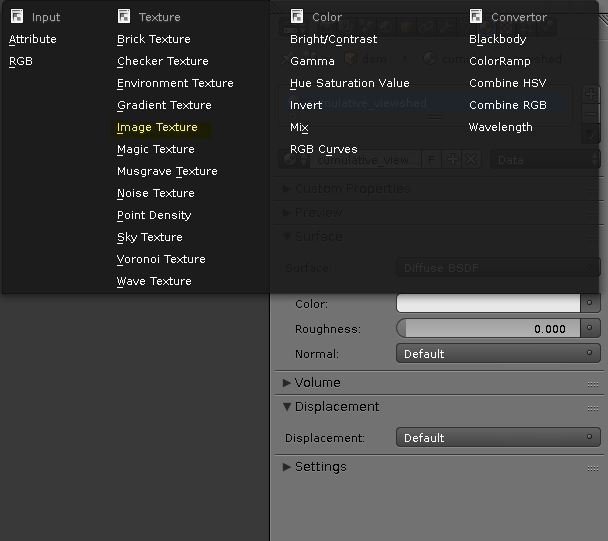 Input
Attribute
RGB
Texture
Brick Texture
Checker Texture
Environment Texture
Gradient Texture
Image Texture
Magic Texture
Musgrave Texture
Noise Texture
Point Density
Sky Texture
Voronoi Texture
Wave Texture
Color
Bright/Contrast
Gamma
Hue Saturation Value
Invert
Mix
RGB Curves
Convertor
Blackbody
ColorRamp
Combine HSV
Combine RGB
Wavelength
dsm
cumulative_viewshed
cumulative_view...
F
Data
Custom Properties
Preview
Surface
Surface: Diffuse BSDF
Color:
Roughness: 0.000
Normal: Default
Volume
Displacement
Displacement: Default
Settings